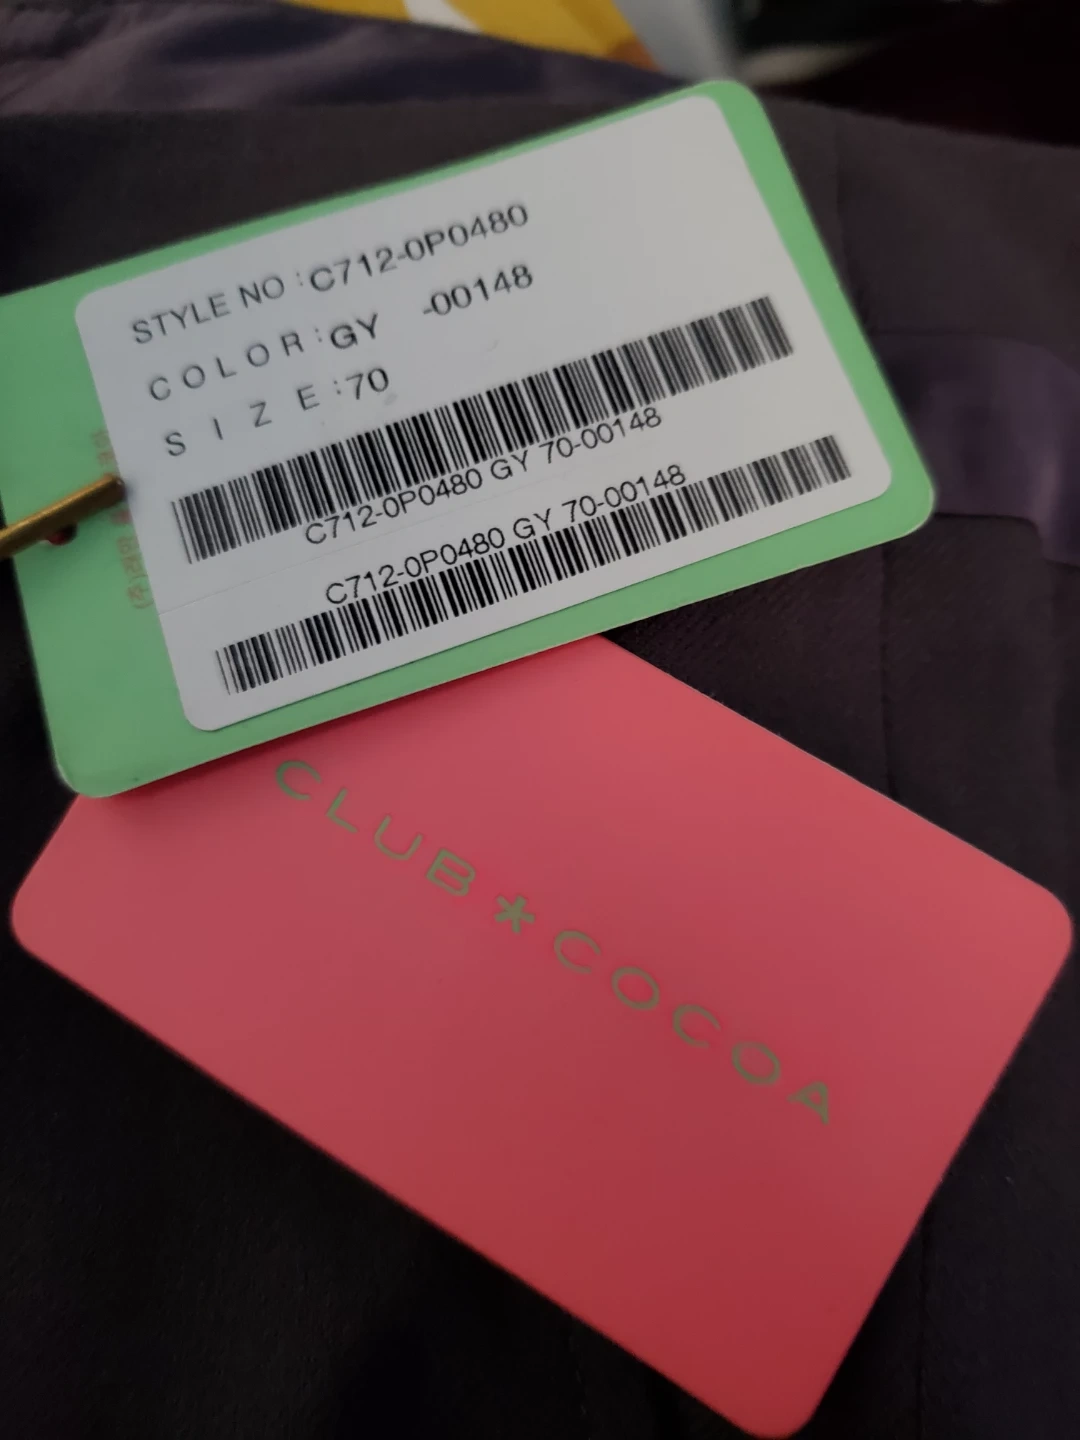 STYLE NO : C712-0P0480
COLOR : GY -00148
SIZE : 70
C712-0P0480 GY 70-00148
C712-0P0480 GY 70-00148
CLUB*COCOA